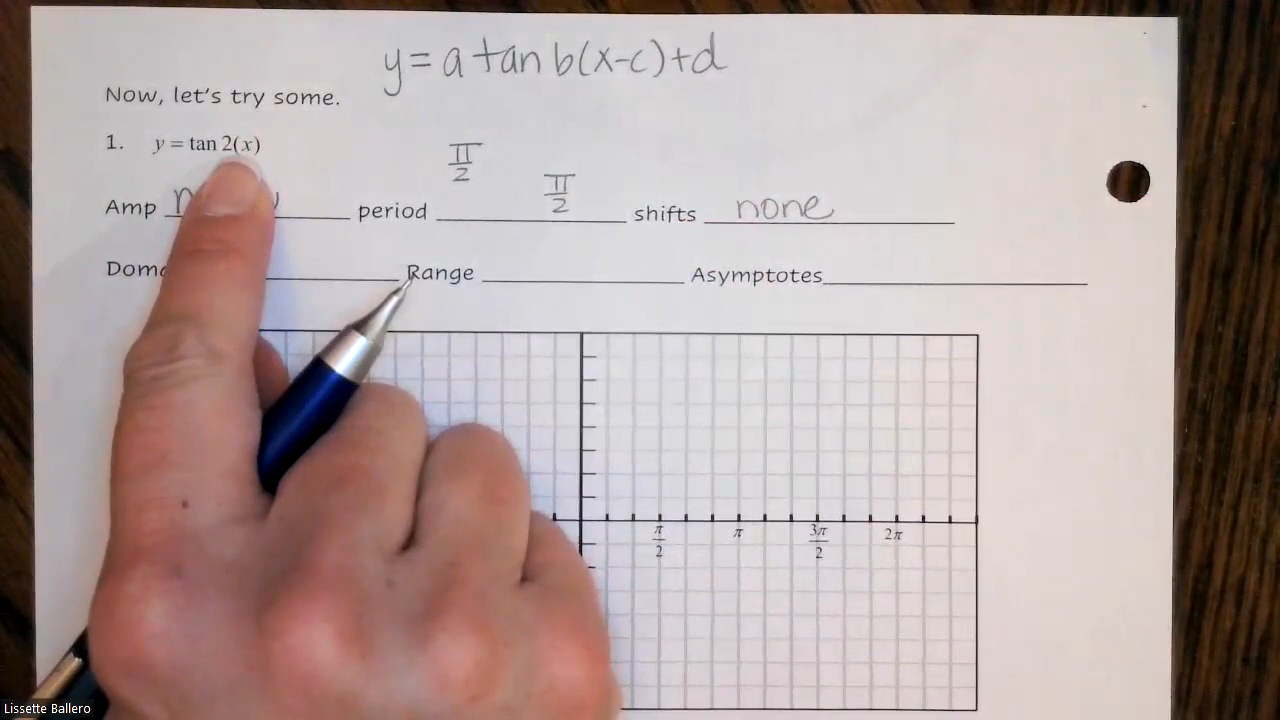 y = a tan b(x-c)+d
Now, let's try some.
1. y = tan 2(x)
π/2 π/2
Amp period shifts none
Range Asymptotes
π/2 π 3π/2 2π
Lissette Ballero